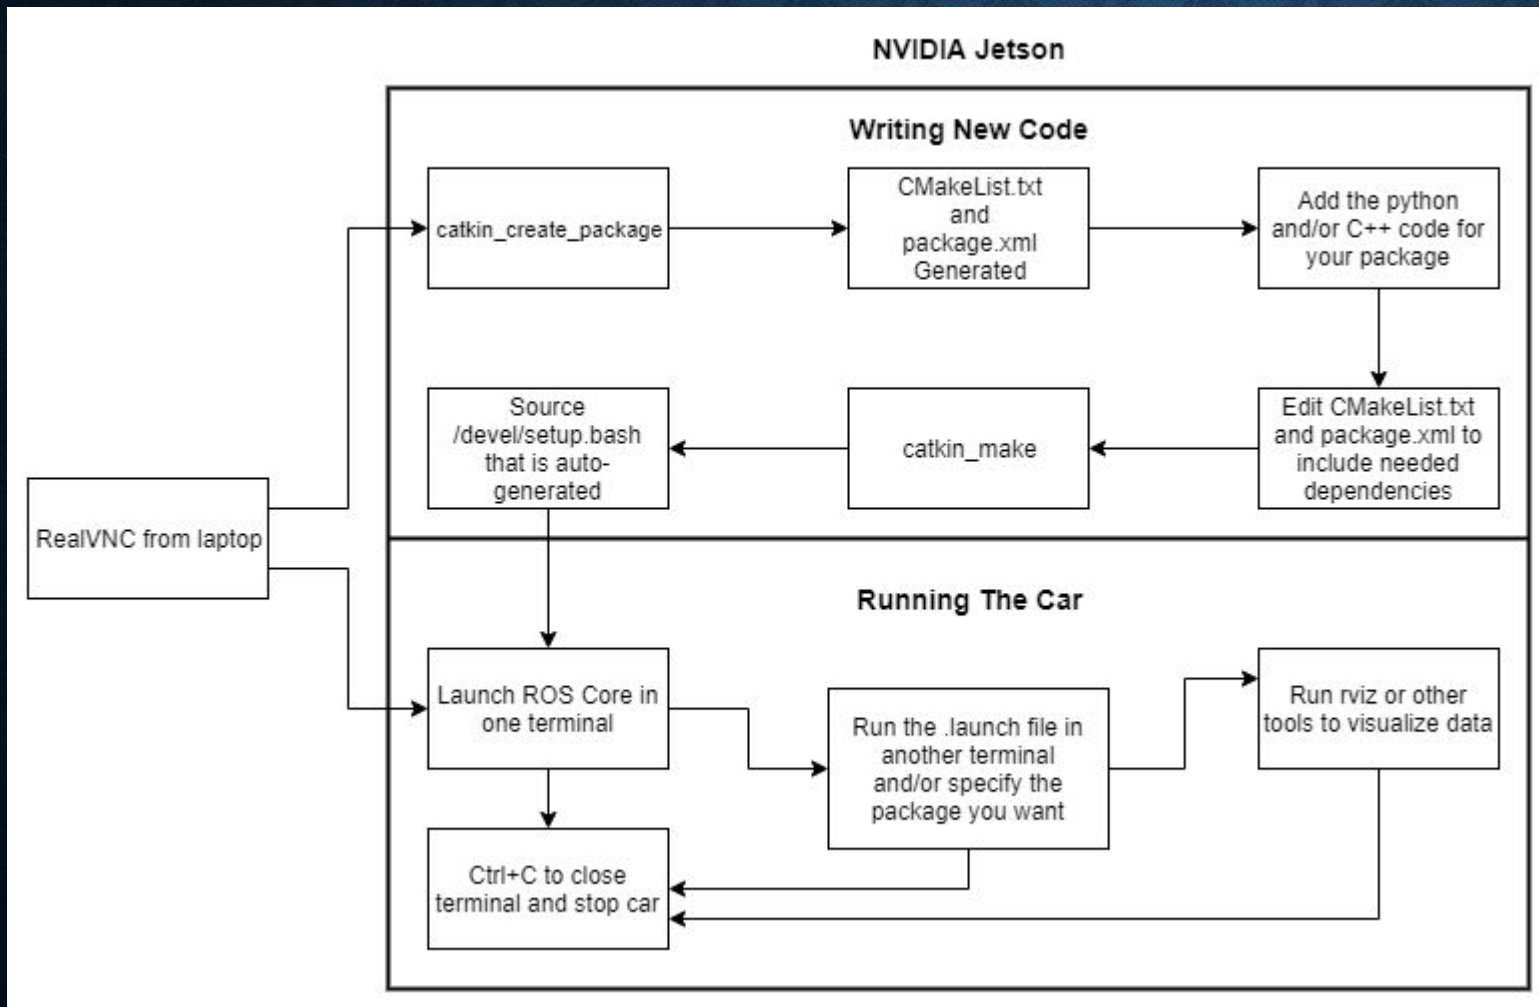 NVIDIA Jetson
Writing New Code
catkin_create_package
CMakeList.txt
and
package.xml
Generated
Add the python
and/or C++ code for
your package
Source
/devel/setup.bash
that is auto-
generated
catkin_make
Edit CMakeList.txt
and package.xml to
include needed
dependencies
RealVNC from laptop
Running The Car
Launch ROS Core in
one terminal
Run the .launch file in
another terminal
and/or specify the
package you want
Run rviz or other
tools to visualize data
Ctrl+C to close
terminal and stop car